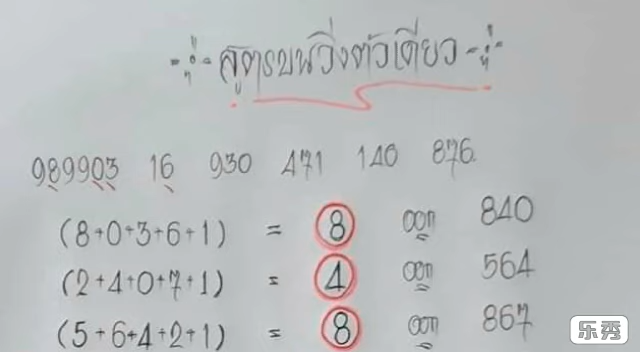 สูตรบนวิ่งตัวเดียว
989903 16 930 471 140 876
(8+0+3+6+1) = 8 ออก 840
(2+4+0+7+1) = 4 ออก 564
(5+6+4+2+1) = 8 ออก 867
乐秀